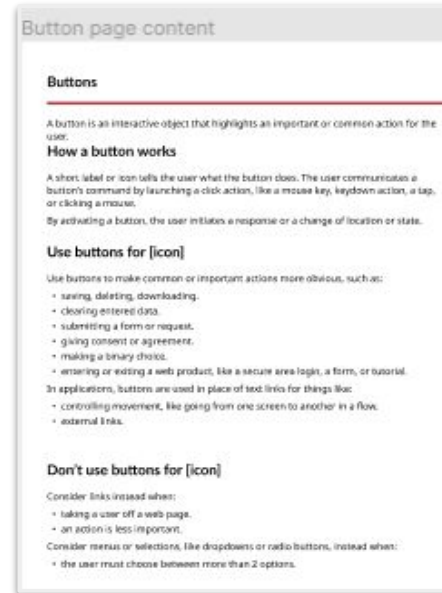 Button page content
Buttons
A button is an interactive object that highlights an important or common action for the
user.
How a button works
A short label or icon tells the user what the button does. The user communicates a
button's command by launching a click action, like a mouse key, keydown action, a tap,
or clicking a mouse.
By activating a button, the user initiates a response or a change of location or state.
Use buttons for [icon]
Use buttons to make common or important actions more obvious, such as:
• saving, deleting, downloading.
• clearing entered data.
• submitting a form or request.
• giving consent or agreement.
• making a binary choice.
• entering or exiting a web product, like a secure area login, a form, or tutorial.
In applications, buttons are used in place of text links for things like:
• controlling movement, like going from one screen to another in a flow.
• external links.
Don't use buttons for [icon]
Consider links instead when:
• taking a user off a web page.
• an action is less important.
Consider menus or selections, like dropdowns or radio buttons, instead when:
• the user must choose between more than 2 options.